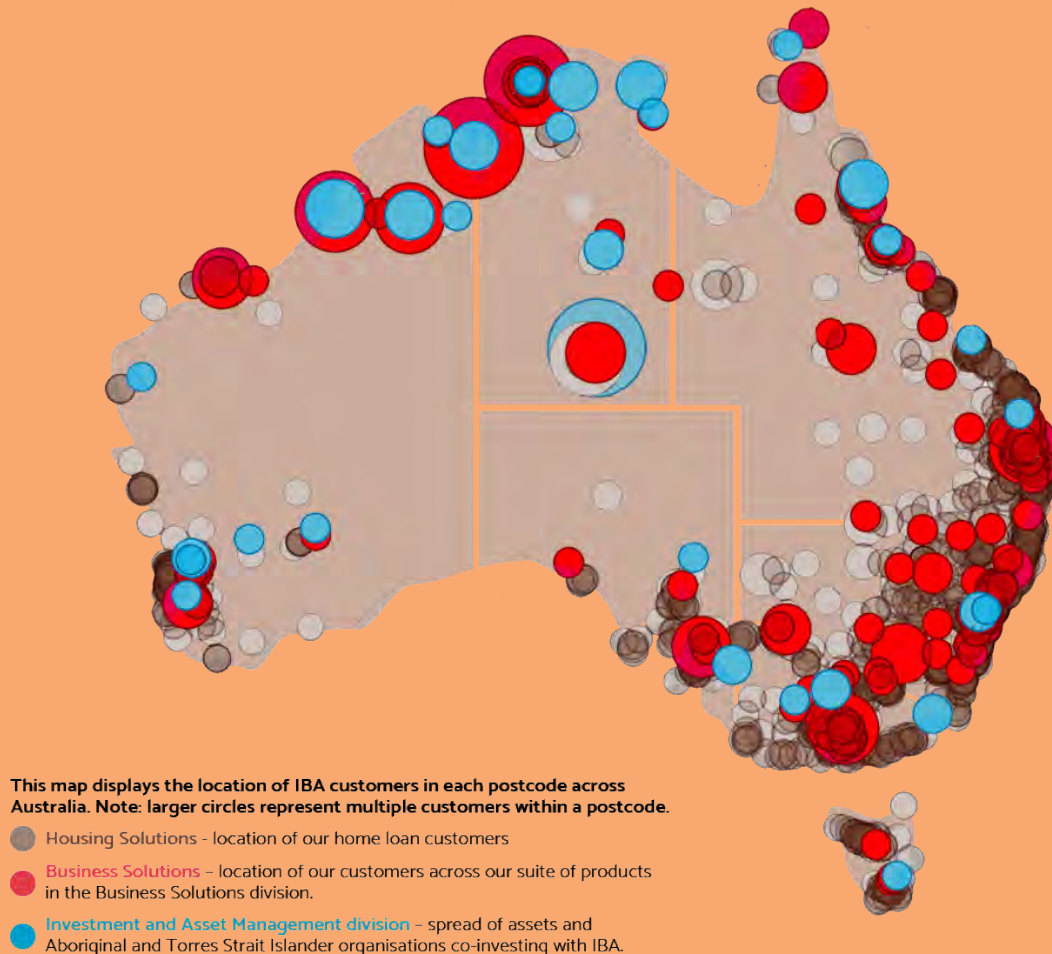 This map displays the location of IBA customers in each postcode across
Australia. Note: larger circles represent multiple customers within a postcode.
Housing Solutions - location of our home loan customers
Business Solutions – location of our customers across our suite of products
in the Business Solutions division.
Investment and Asset Management division – spread of assets and
Aboriginal and Torres Strait Islander organisations co-investing with IBA.